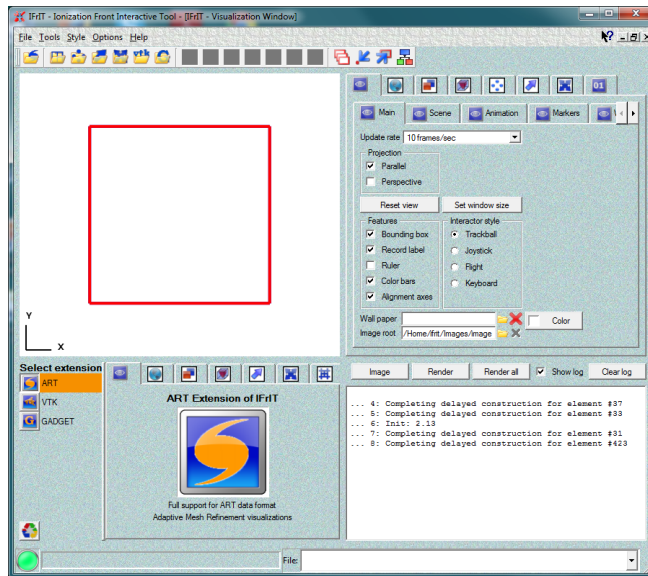 IFrIT - Ionization Front Interactive Tool - [IFrIT - Visualization Window]
File Tools Style Options Help
vtk
01
Main Scene Animation Markers
Update rate 10 frames/sec
Projection
Parallel
Perspective
Reset view Set window size
Features Interactor style
Bounding box Trackball
Record label Joystick
Ruler Flight
Color bars Keyboard
Alignment axes
Wall paper Color
Image root /Home/ifrit/Images/image
Y
X
Select extension
ART
VTK
GADGET
ART Extension of IFrIT
Full support for ART data format
Adaptive Mesh Refinement visualizations
Image Render Render all Show log Clear log
... 4: Completing delayed construction for element #37
... 5: Completing delayed construction for element #33
... 6: Init: 2.13
... 7: Completing delayed construction for element #31
... 8: Completing delayed construction for element #423
File: